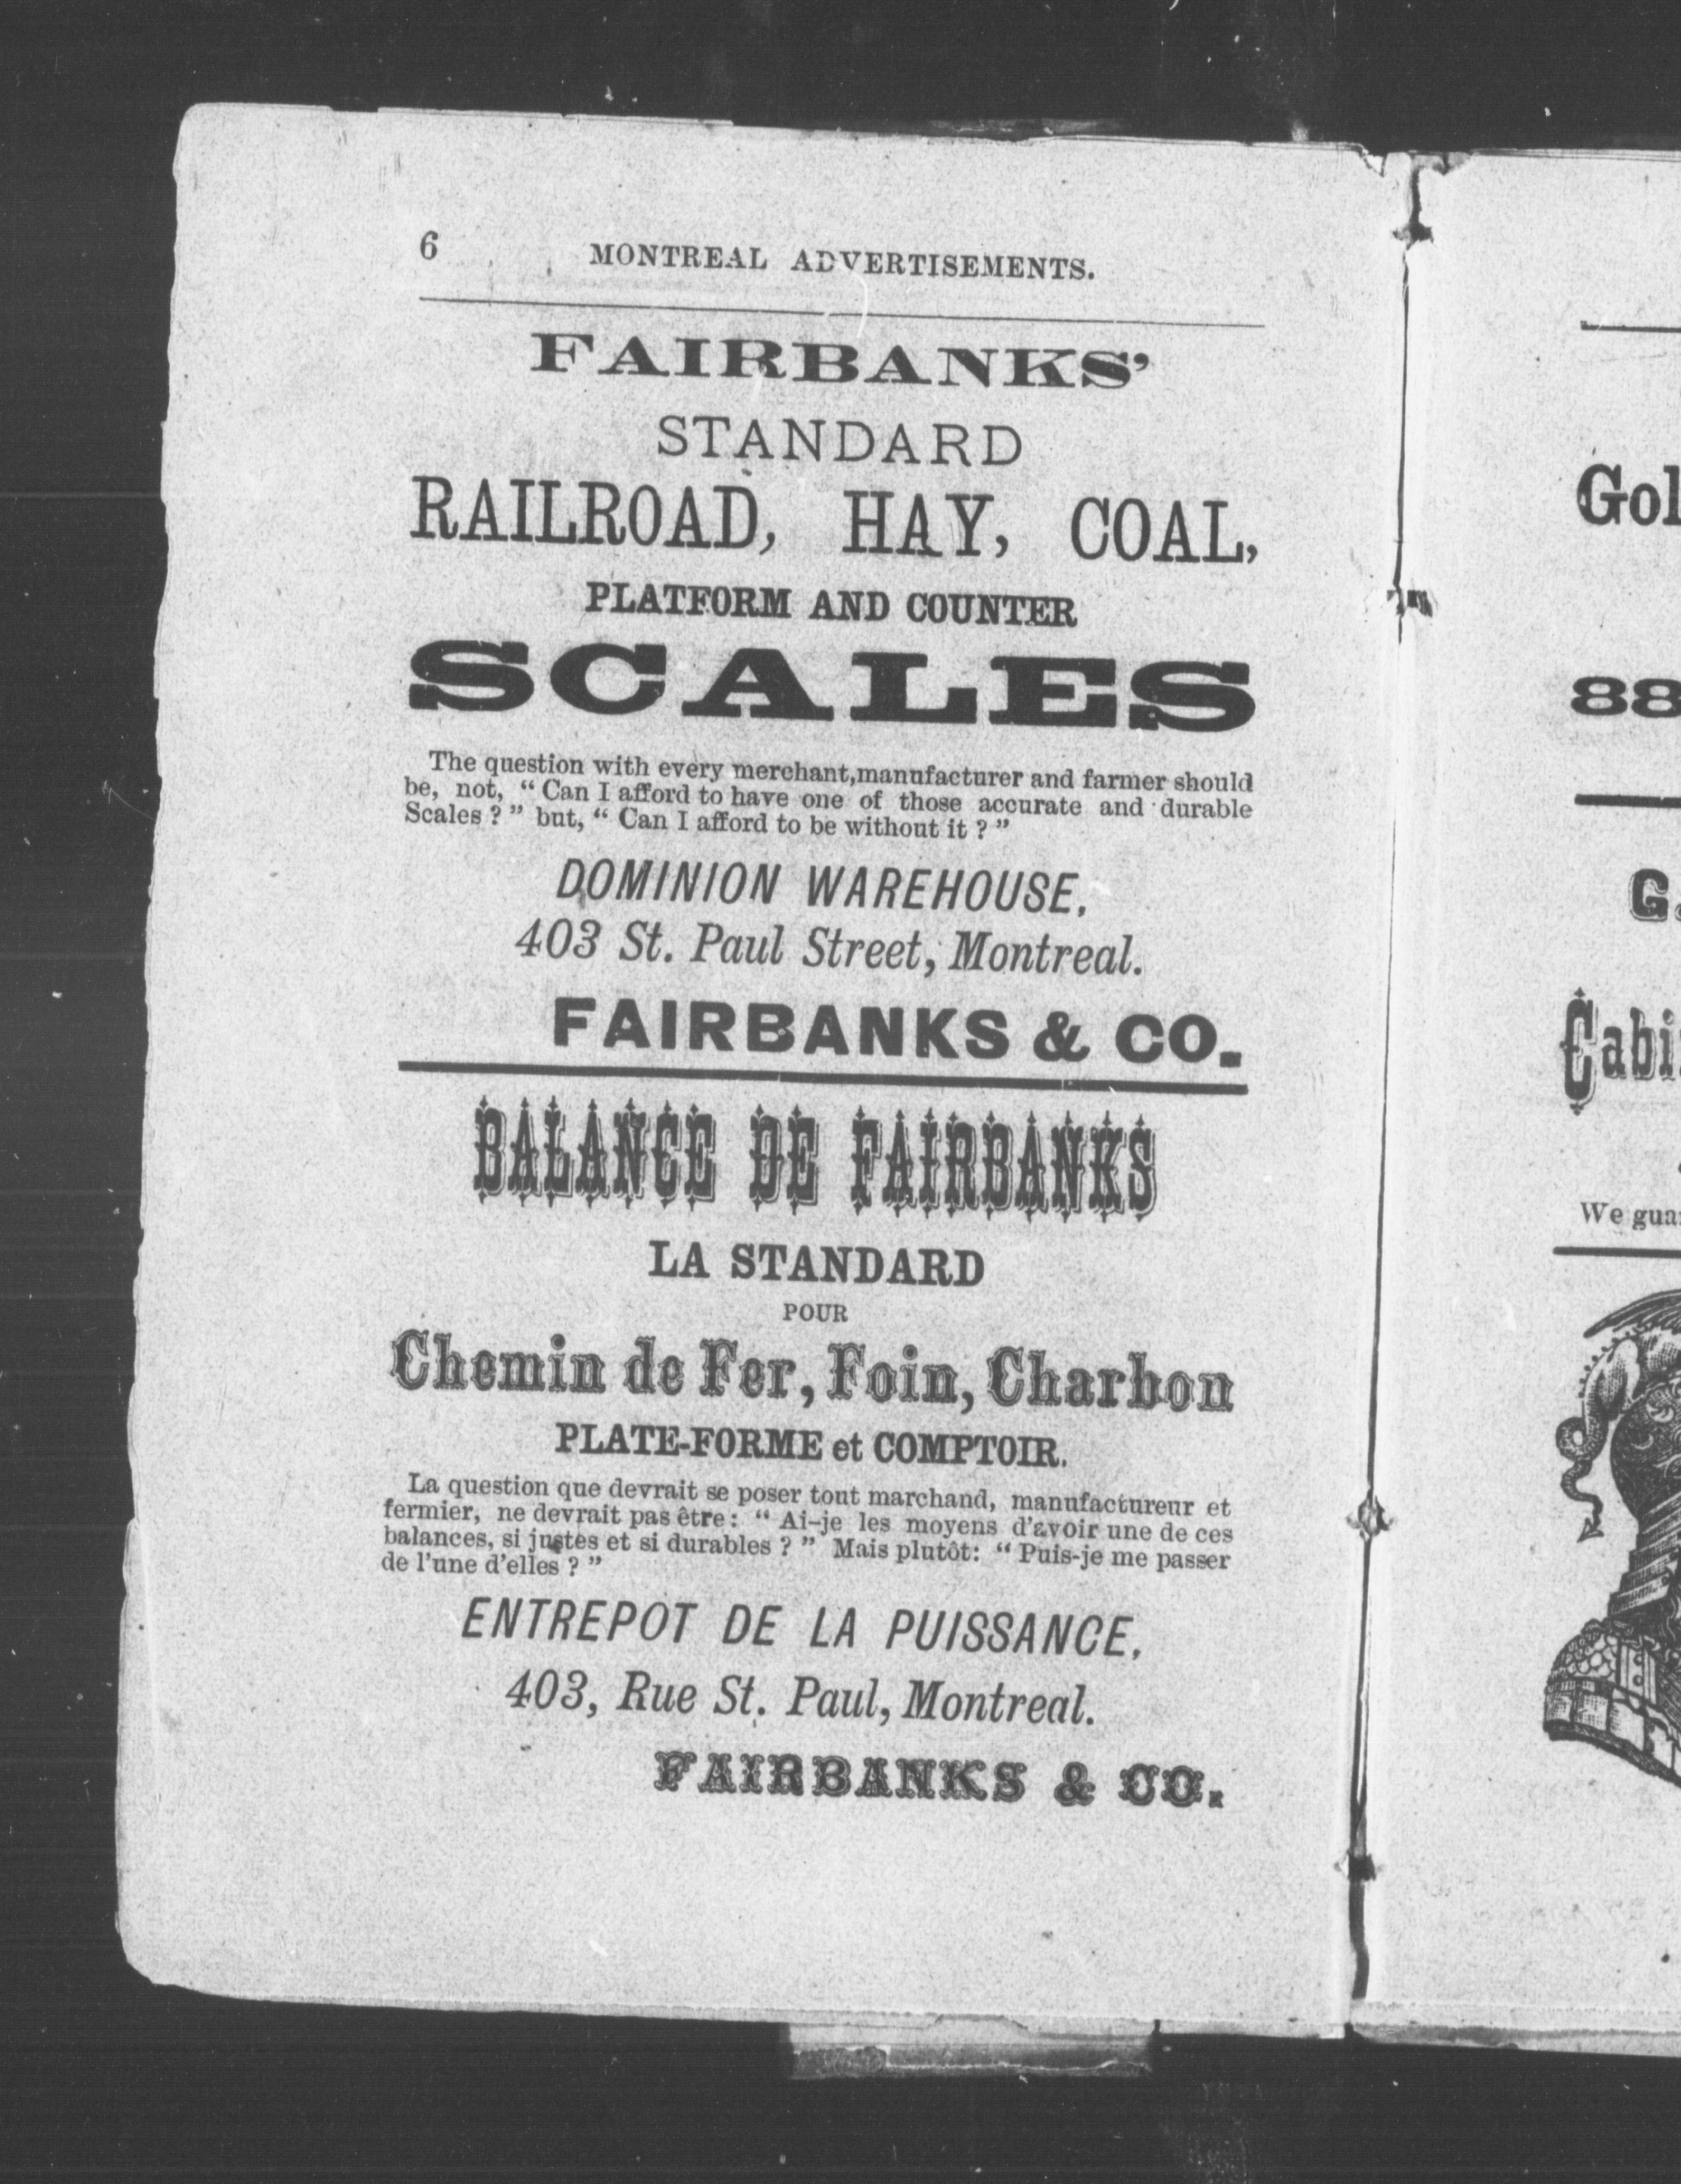 6 MONTREAL ADVERTISEMENTS.
FAIRBANKS'
STANDARD
RAILROAD, HAY, COAL,
PLATFORM AND COUNTER
SCALES
The question with every merchant,manufacturer and farmer should
be, not, " Can I afford to have one of those accurate and durable
Scales ? " but, " Can I afford to be without it ? "
DOMINION WAREHOUSE,
403 St. Paul Street, Montreal.
FAIRBANKS & CO.
BALANCE DE FAIRBANKS
LA STANDARD
POUR
Chemin de Fer, Foin, Charbon
PLATE-FORME et COMPTOIR.
La question que devrait se poser tout marchand, manufactureur et
fermier, ne devrait pas être : " Ai-je les moyens d'avoir une de ces
balances, si justes et si durables ? " Mais plutôt: " Puis-je me passer
de l'une d'elles ? "
ENTREPOT DE LA PUISSANCE,
403, Rue St. Paul, Montreal.
FAIRBANKS & CO.
Gol
88
G.
Cabi
We gua